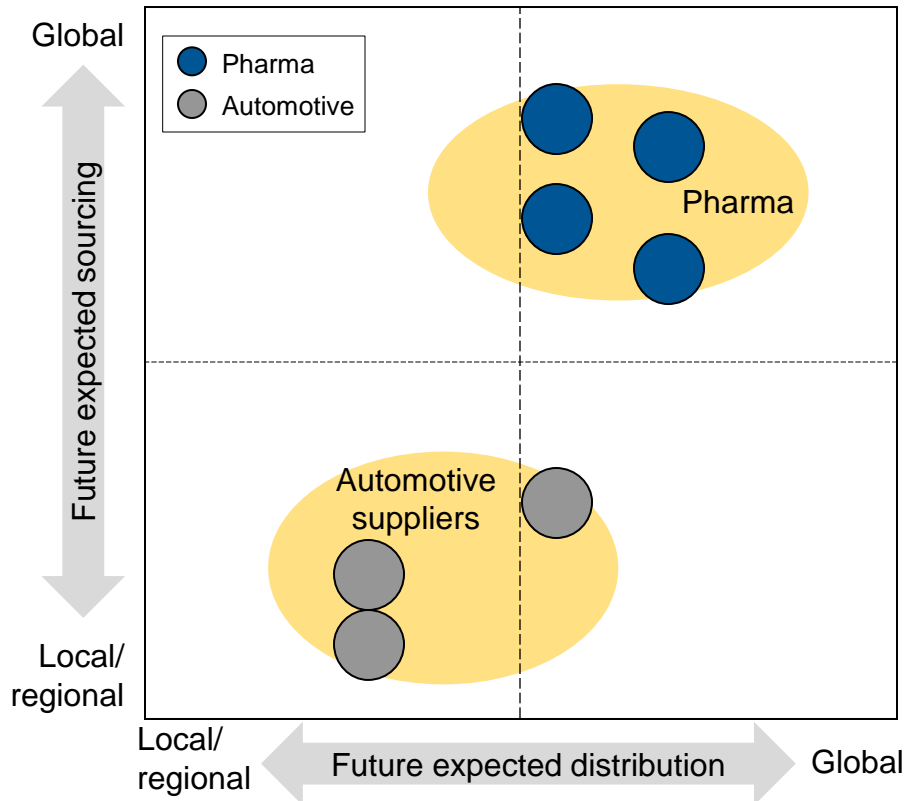 Global
Pharma
Automotive
Future expected sourcing
Pharma
Automotive
suppliers
Local/
regional
Local/
regional
Future expected distribution
Global